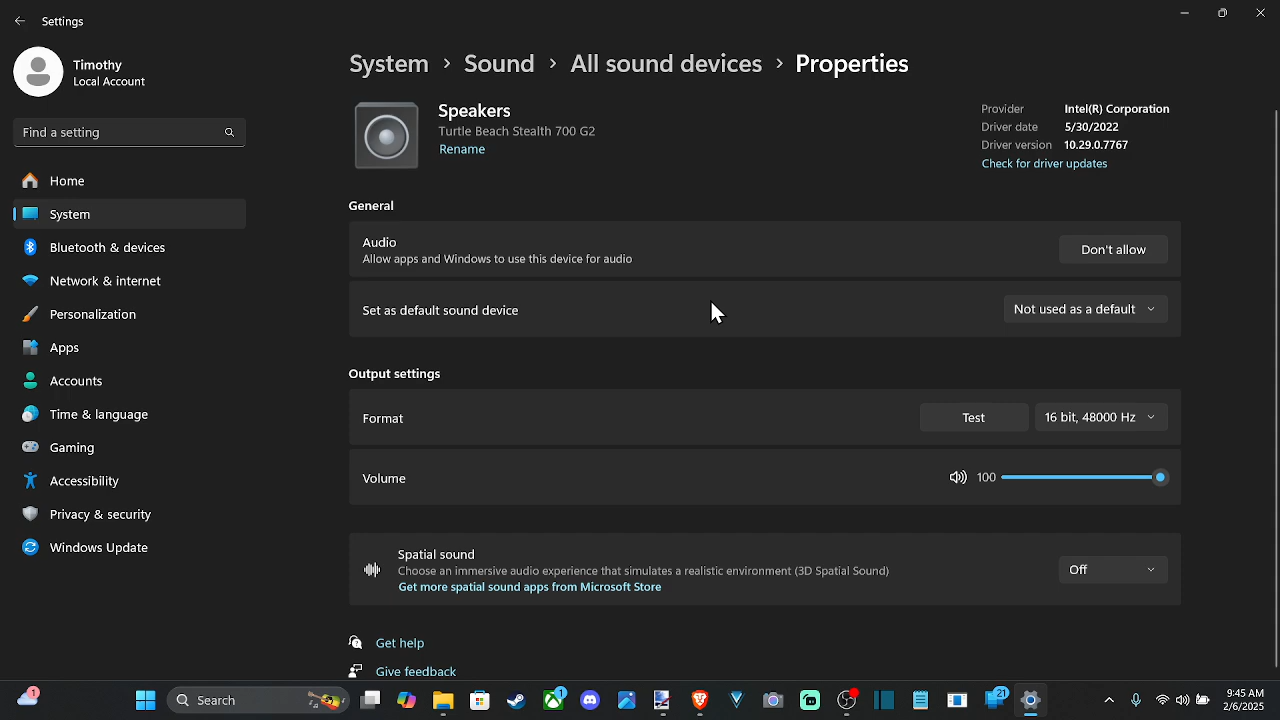 Settings
Timothy
Local Account
Find a setting
Home
System
Bluetooth & devices
Network & internet
Personalization
Apps
Accounts
Time & language
Gaming
Accessibility
Privacy & security
Windows Update
System > Sound > All sound devices > Properties
Speakers
Turtle Beach Stealth 700 G2
Rename
Provider Intel(R) Corporation
Driver date 5/30/2022
Driver version 10.29.0.7767
Check for driver updates
General
Audio
Allow apps and Windows to use this device for audio
Don't allow
Set as default sound device
Not used as a default
Output settings
Format
Test
16 bit, 48000 Hz
Volume
100
Spatial sound
Choose an immersive audio experience that simulates a realistic environment (3D Spatial Sound)
Get more spatial sound apps from Microsoft Store
Off
Get help
Give feedback
1
Search
1
21
9:45 AM
2/6/2025